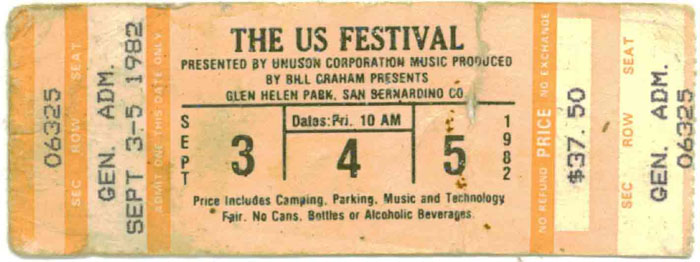 06325
SEC ROW SEAT
GEN. ADM.
SEPT 3-5 1982
ADMIT ONE THIS DATE ONLY
THE US FESTIVAL
PRESENTED BY UNUSON CORPORATION MUSIC PRODUCED
BY BILL GRAHAM PRESENTS
GLEN HELEN PARK, SAN BERNARDINO CO.
Dates: Fri. 10 AM
SEPT 3 4 5 1982
Price Includes Camping, Parking, Music and Technology
Fair. No Cans, Bottles or Alcoholic Beverages.
NO REFUND PRICE NO EXCHANGE
$37.50
SEC ROW SEAT
GEN. ADM.
06325